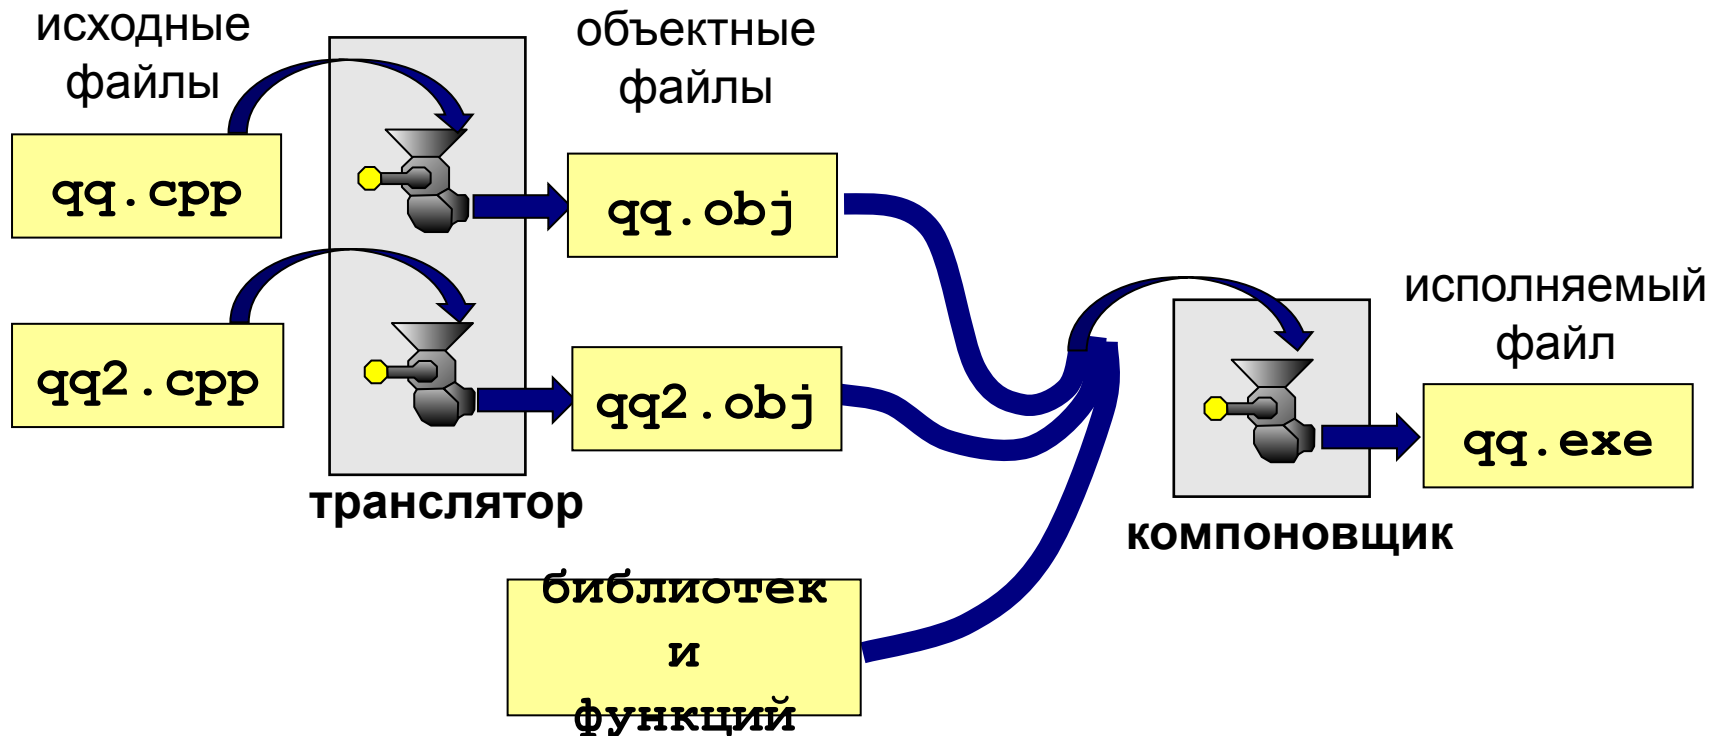 исходные
файлы
объектные
файлы
qq.cpp
qq.obj
qq2.cpp
qq2.obj
транслятор
исполняемый
файл
qq.exe
компоновщик
библиотек
и
функций